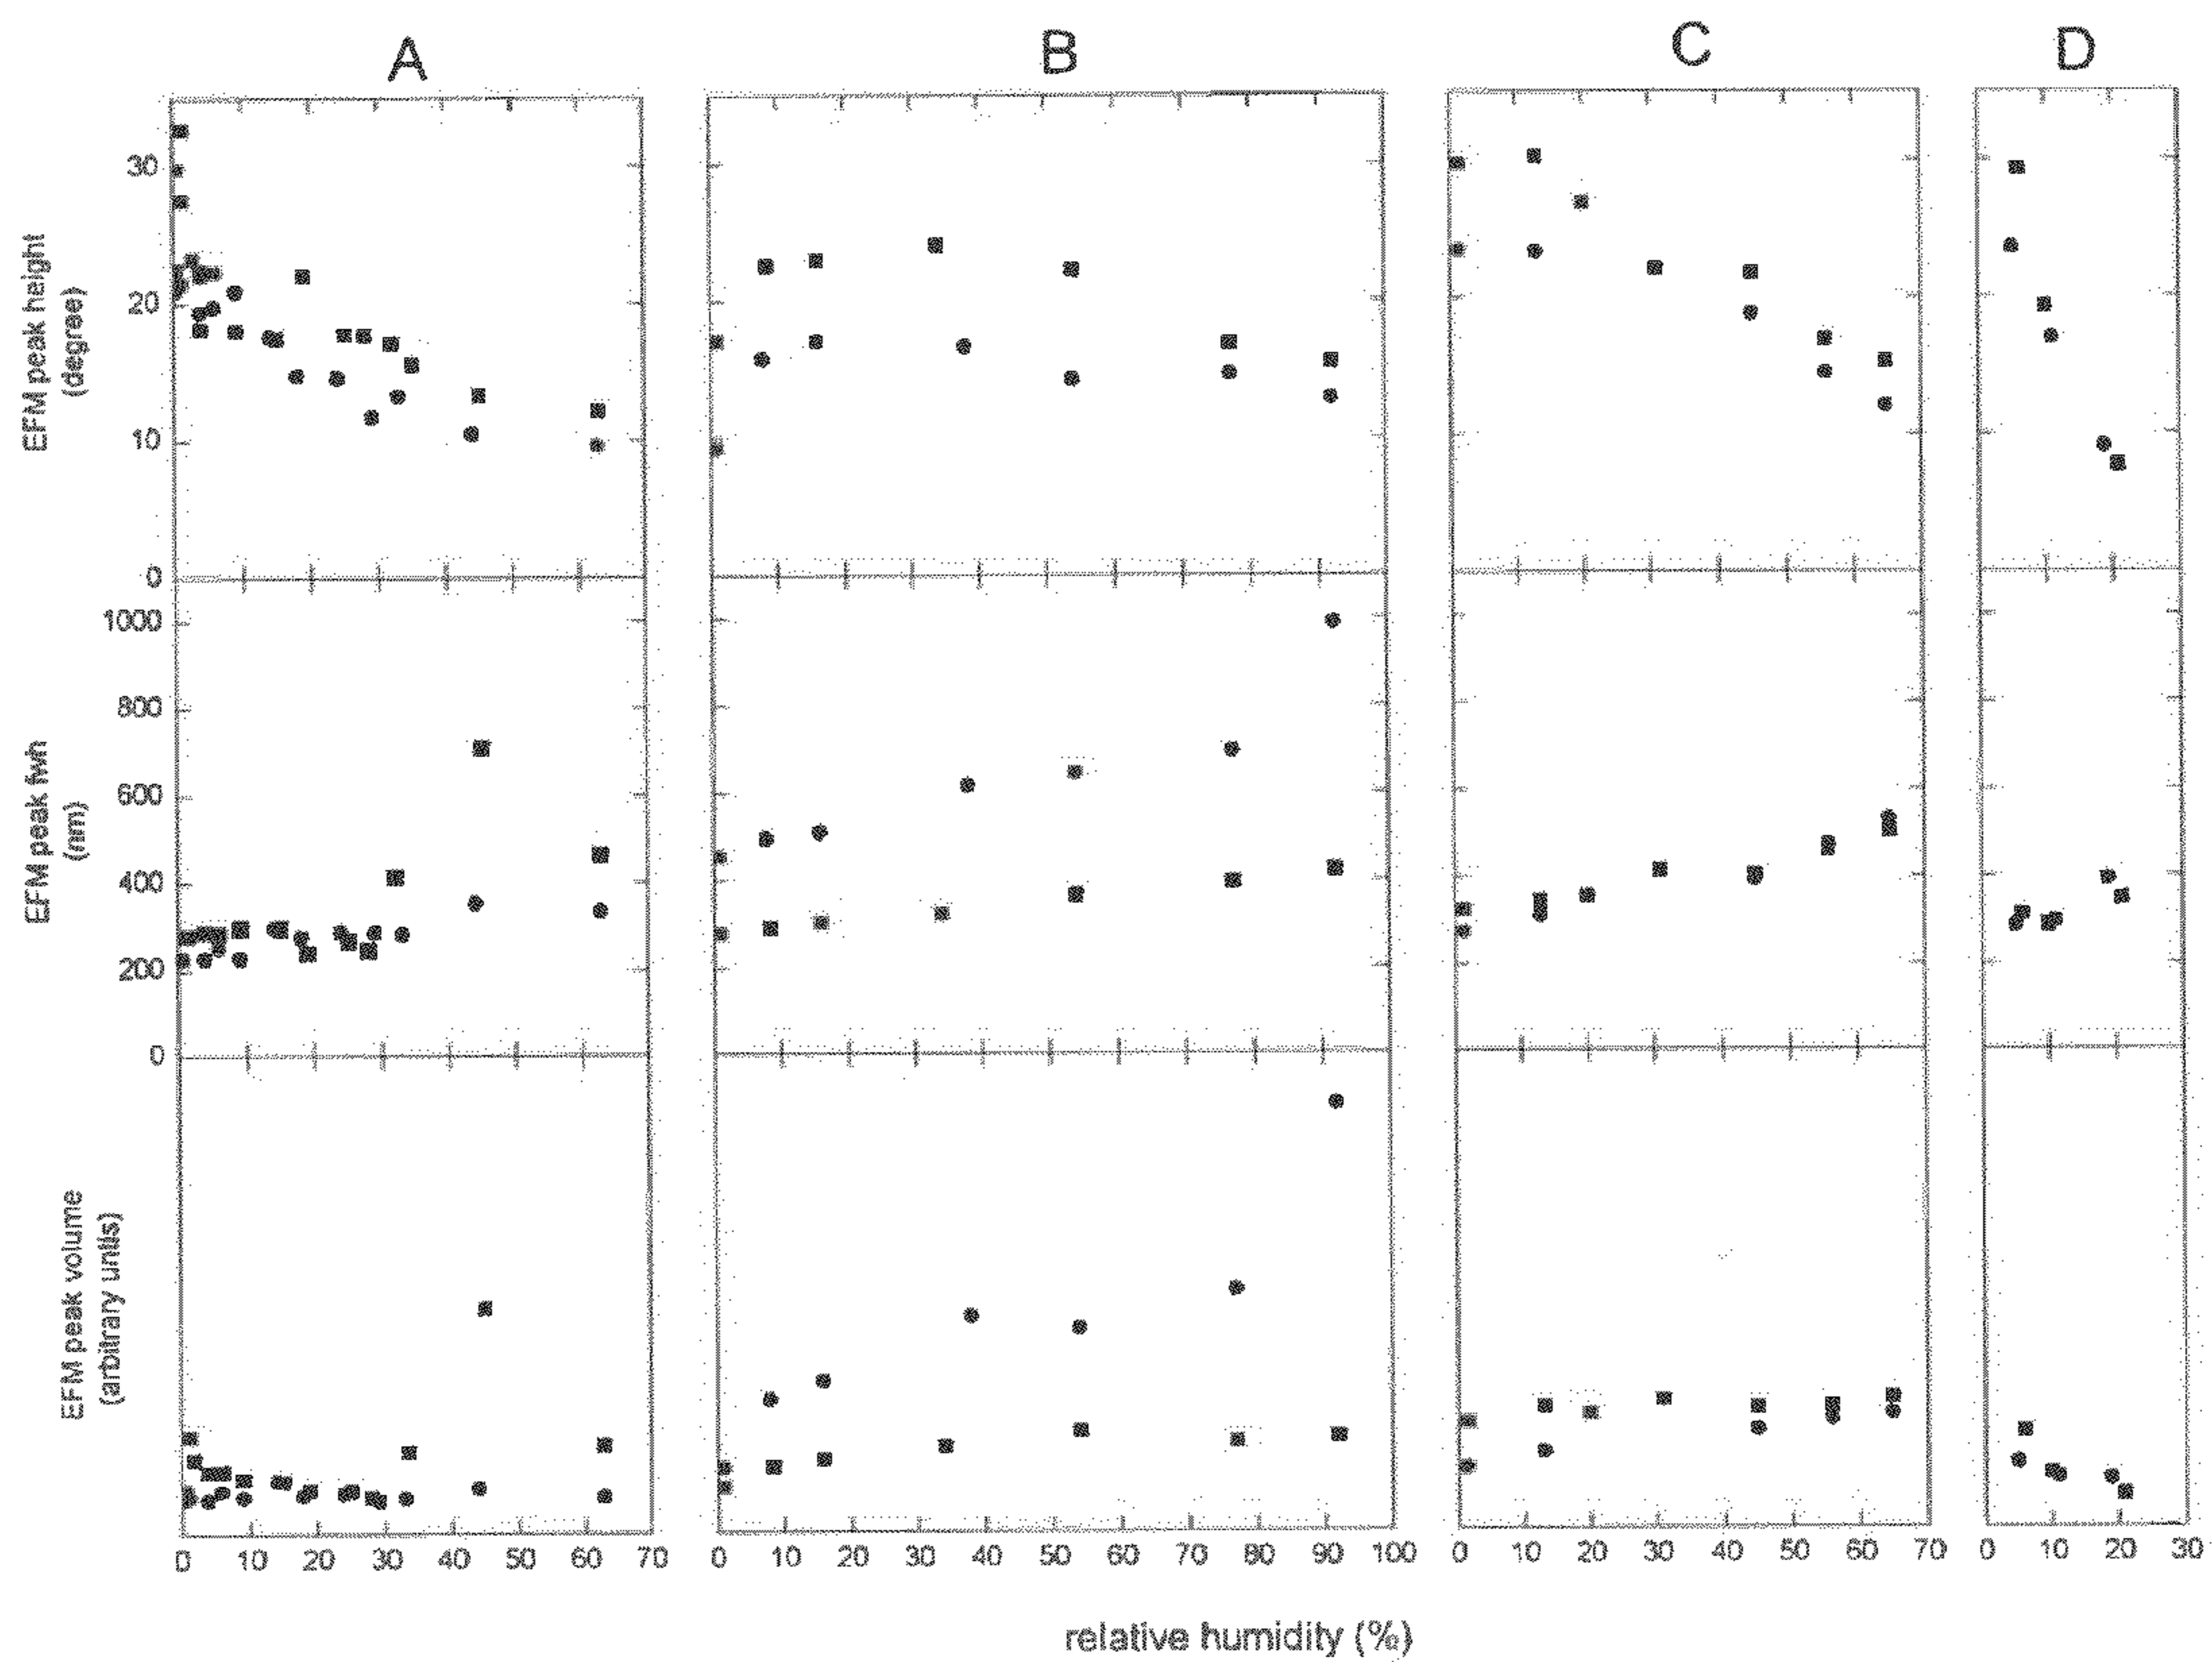 A B C D
EFM peak height
(degree)
30
20
10
0
EFM peak fwh
(nm)
1000
800
600
400
200
0
EFM peak volume
(arbitrary units)
0 10 20 30 40 50 60 70 0 10 20 30 40 50 60 70 80 90 100 0 10 20 30 40 50 60 70 0 10 20 30
relative humidity (%)